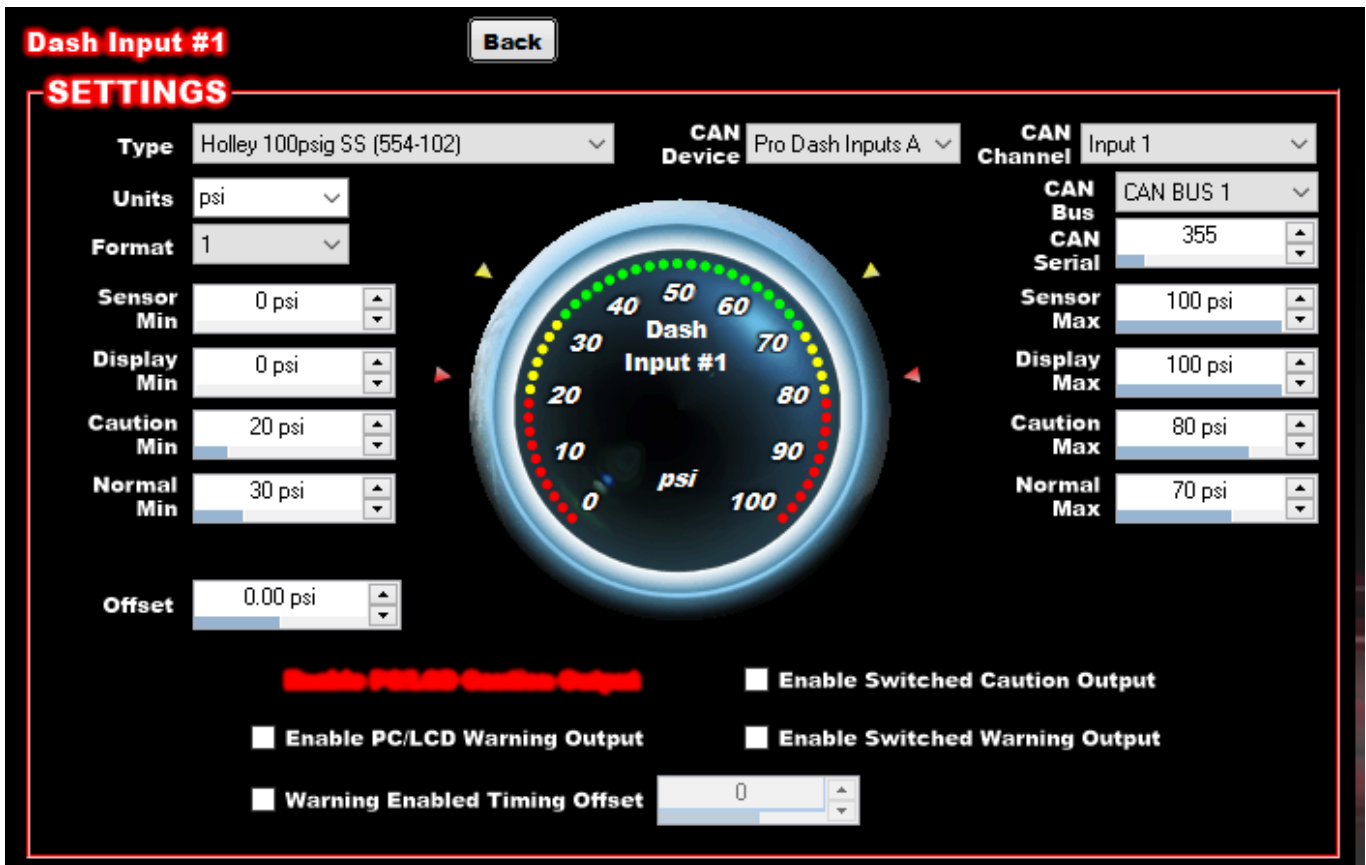 Dash Input #1
Back
SETTINGS
Type
Holley 100psig SS (554-102)
CAN
Device
Pro Dash Inputs A
CAN
Channel
Input 1
Units
psi
CAN
Bus
CAN BUS 1
Format
1
CAN
Serial
355
Sensor
Min
0 psi
Sensor
Max
100 psi
Display
Min
0 psi
Display
Max
100 psi
Caution
Min
20 psi
Caution
Max
80 psi
Normal
Min
30 psi
Normal
Max
70 psi
0
10
20
30
40
50
60
70
80
90
100
Dash
Input #1
psi
Offset
0.00 psi
Enable PC/LCD Caution Output
Enable Switched Caution Output
Enable PC/LCD Warning Output
Enable Switched Warning Output
Warning Enabled Timing Offset
0